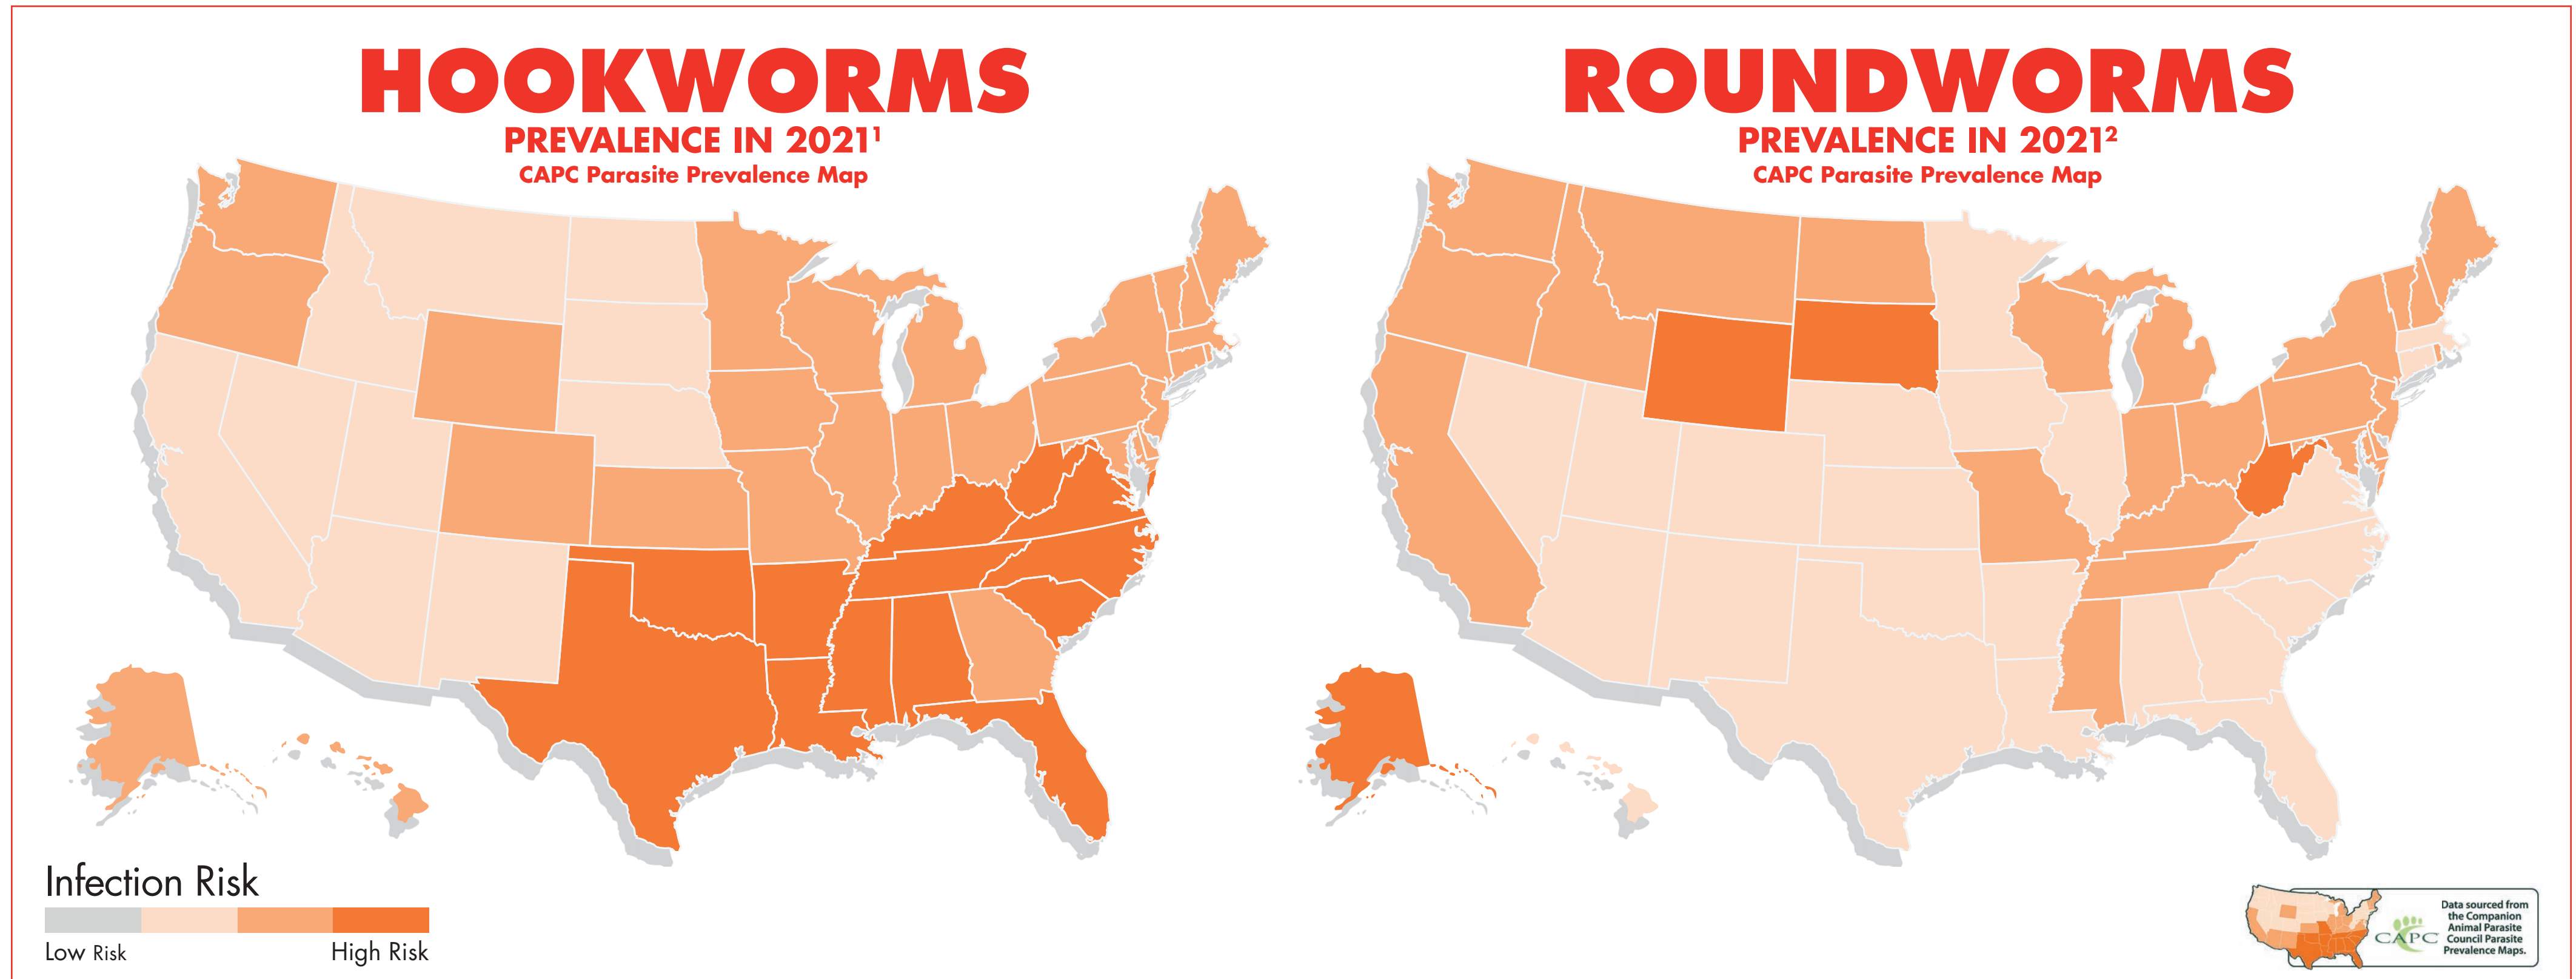 HOOKWORMS
PREVALENCE IN 2021¹
CAPC Parasite Prevalence Map
ROUNDWORMS
PREVALENCE IN 2021²
CAPC Parasite Prevalence Map
Infection Risk
Low Risk
High Risk
CAPC
Data sourced from
the Companion
Animal Parasite
Council Parasite
Prevalence Maps.